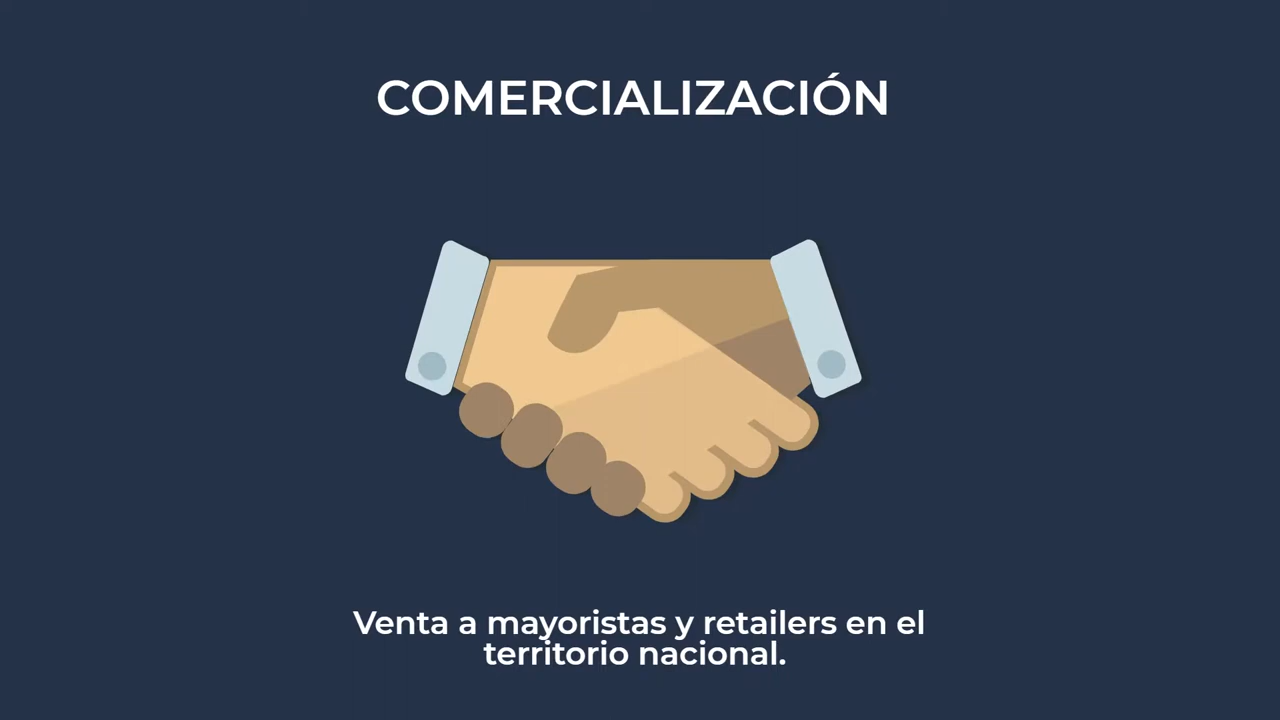 COMERCIALIZACIÓN
Venta a mayoristas y retailers en el
territorio nacional.